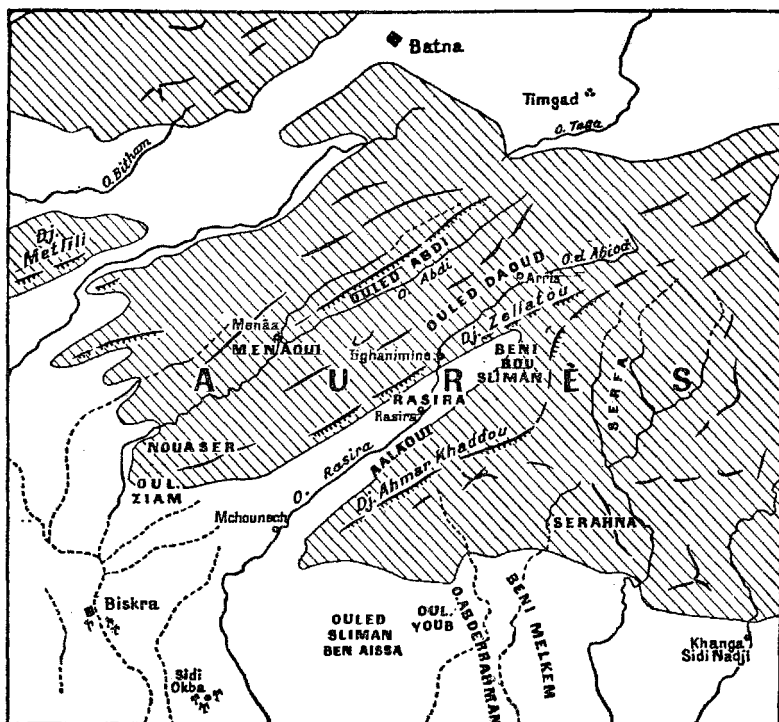 Batna
Timgad
O. Taga
O. Bitham
Dj. Metlili
OULED ABDI
O. Abdi
OULED DAOUD
O. el Abiod
Arris
Dj. Zellatou
Menâa
MENAOUI
Tighanimine
BENI BOU SLIMAN
AURÈS
RASIRA
Rasira
SERFA
NOUASER
AALAOUI
O. Rasira
Dj. Ahmar Khaddou
OUL. ZIAM
Mchounech
SERAHNA
Biskra
OULED SLIMAN BEN AISSA
OUL. YOUB
O. ABDERRAHMAN
BENI MELKEM
Khanga Sidi Nadji
Sidi Okba